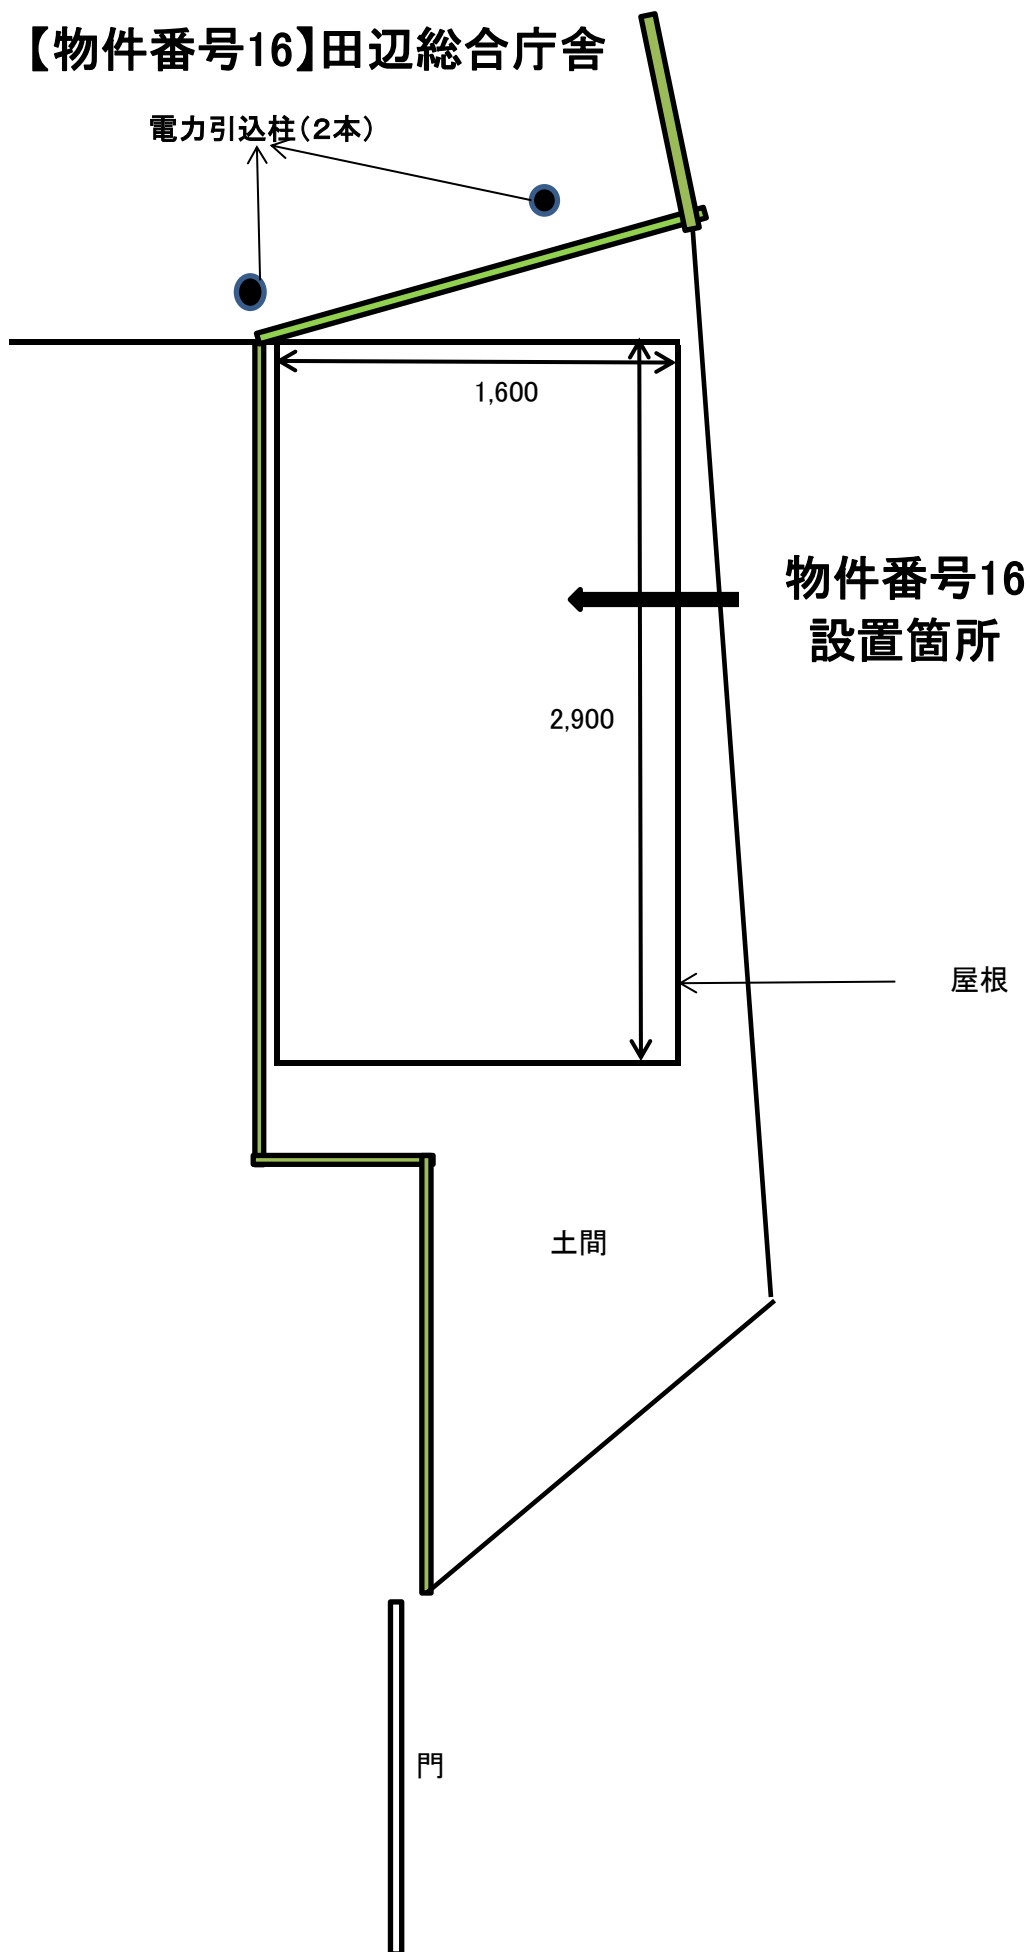 【物件番号16】田辺総合庁舎
電力引込柱（２本）
1,600
物件番号16
設置箇所
2,900
屋根
土間
門